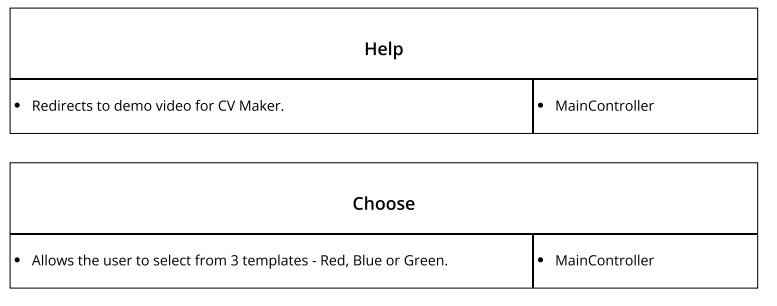 Help
• Redirects to demo video for CV Maker.
• MainController
Choose
• Allows the user to select from 3 templates - Red, Blue or Green.
• MainController